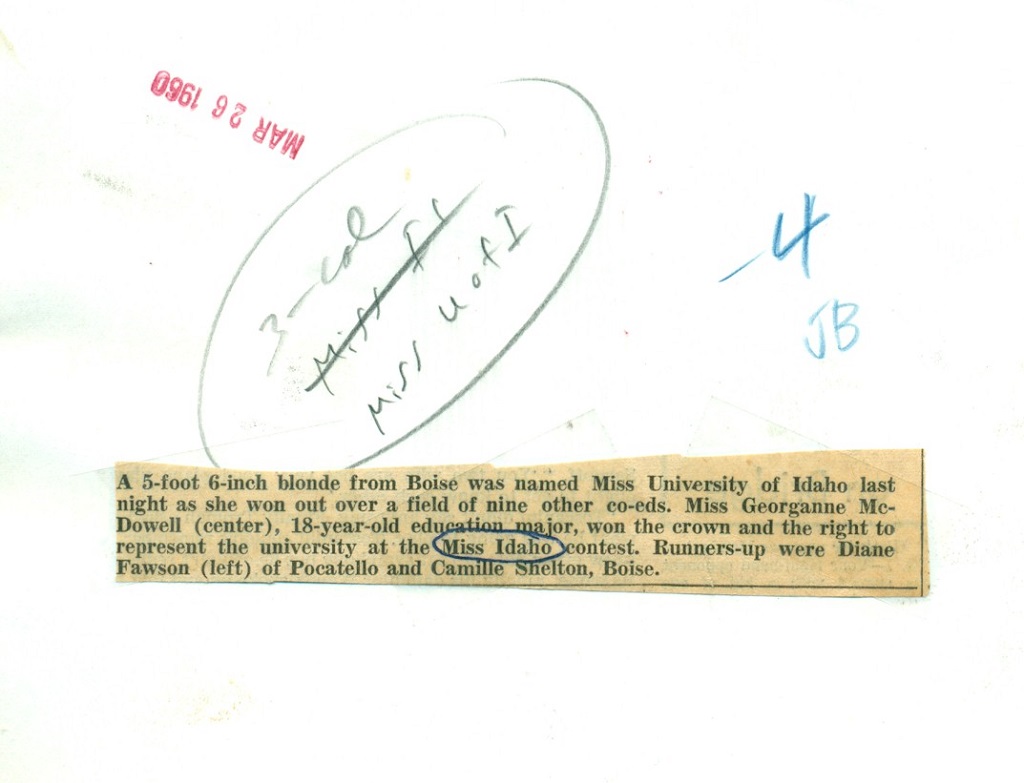 MAR 26 1960
3-col
Miss U of I
4
JB
A 5-foot 6-inch blonde from Boise was named Miss University of Idaho last
night as she won out over a field of nine other co-eds. Miss Georganne Mc-
Dowell (center), 18-year-old education major, won the crown and the right to
represent the university at the Miss Idaho contest. Runners-up were Diane
Fawson (left) of Pocatello and Camille Shelton, Boise.